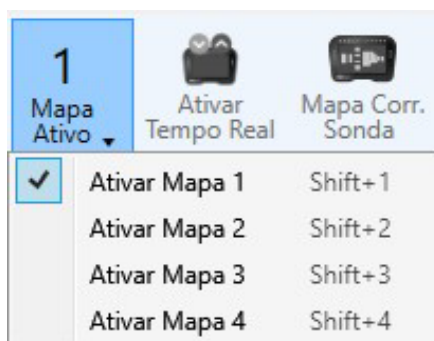 1
Mapa
Ativo
Ativar
Tempo Real
Mapa Corr.
Sonda
Ativar Mapa 1 Shift+1
Ativar Mapa 2 Shift+2
Ativar Mapa 3 Shift+3
Ativar Mapa 4 Shift+4